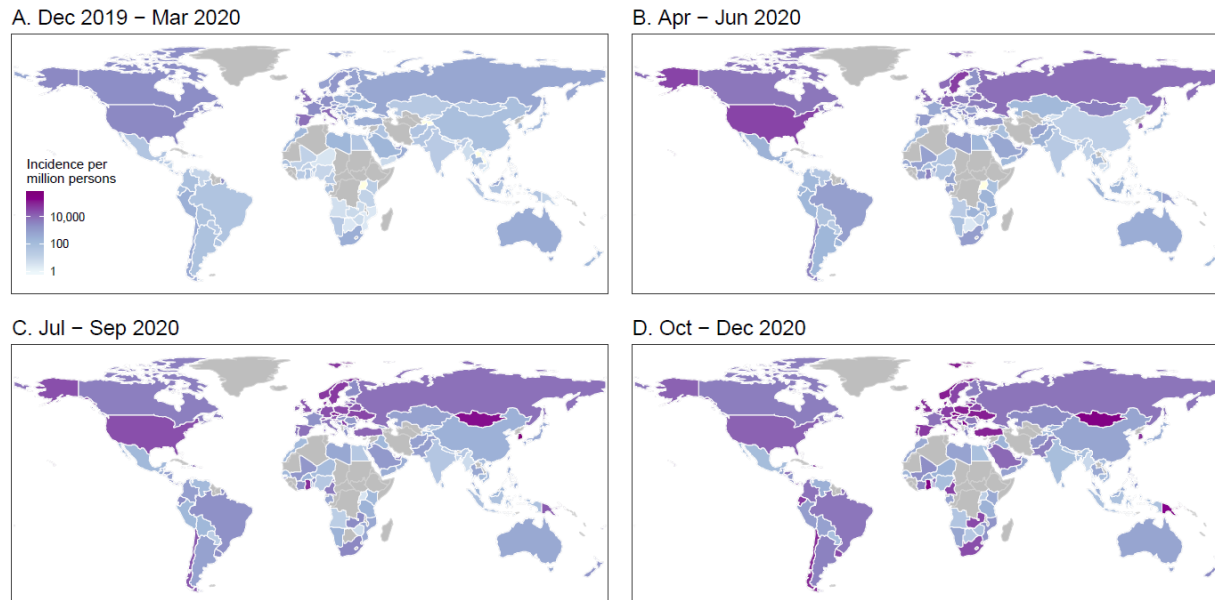 A. Dec 2019 − Mar 2020
B. Apr − Jun 2020
Incidence per
million persons
10,000
100
1
C. Jul − Sep 2020
D. Oct − Dec 2020